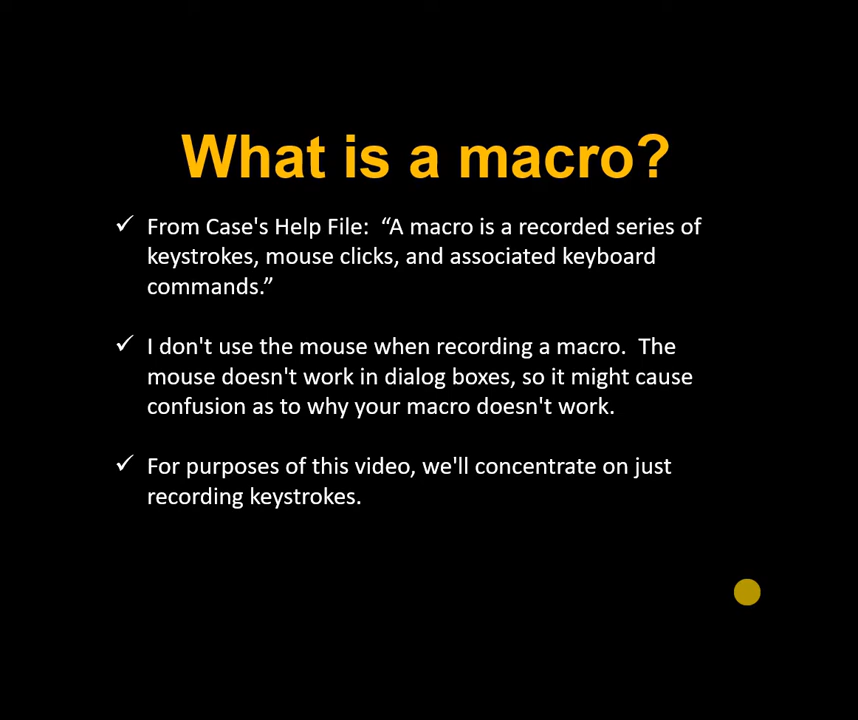 What is a macro?
✓ From Case's Help File:  “A macro is a recorded series of
keystrokes, mouse clicks, and associated keyboard
commands.”
✓ I don't use the mouse when recording a macro.  The
mouse doesn't work in dialog boxes, so it might cause
confusion as to why your macro doesn't work.
✓ For purposes of this video, we'll concentrate on just
recording keystrokes.